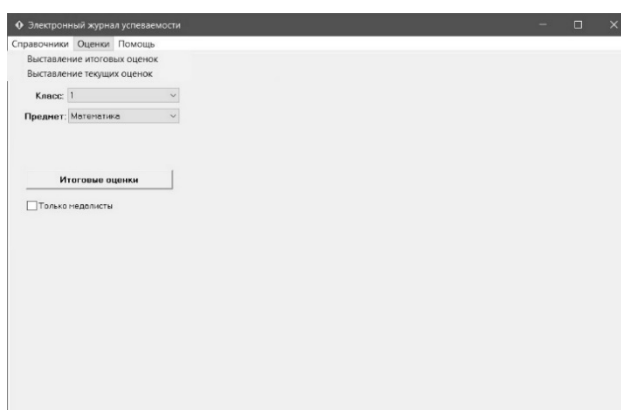 Электронный журнал успеваемости
Справочники Оценки Помощь
Выставление итоговых оценок
Выставление текущих оценок
Класс: 1
Предмет: Математика
Итоговые оценки
Только медалисты